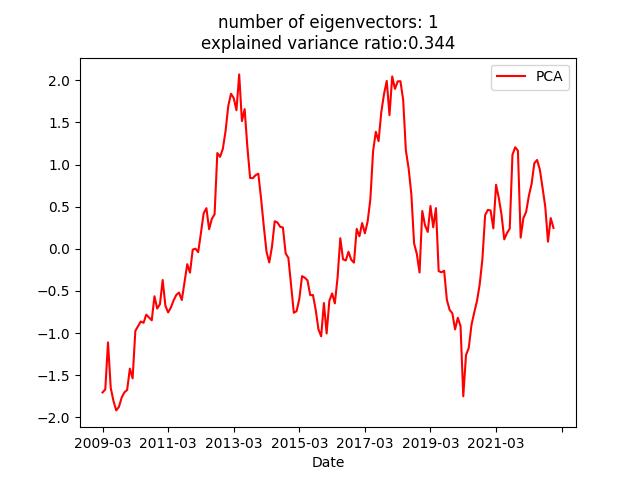 number of eigenvectors: 1
explained variance ratio:0.344
PCA
2.0
1.5
1.0
0.5
0.0
−0.5
−1.0
−1.5
−2.0
2009-03 2011-03 2013-03 2015-03 2017-03 2019-03 2021-03
Date